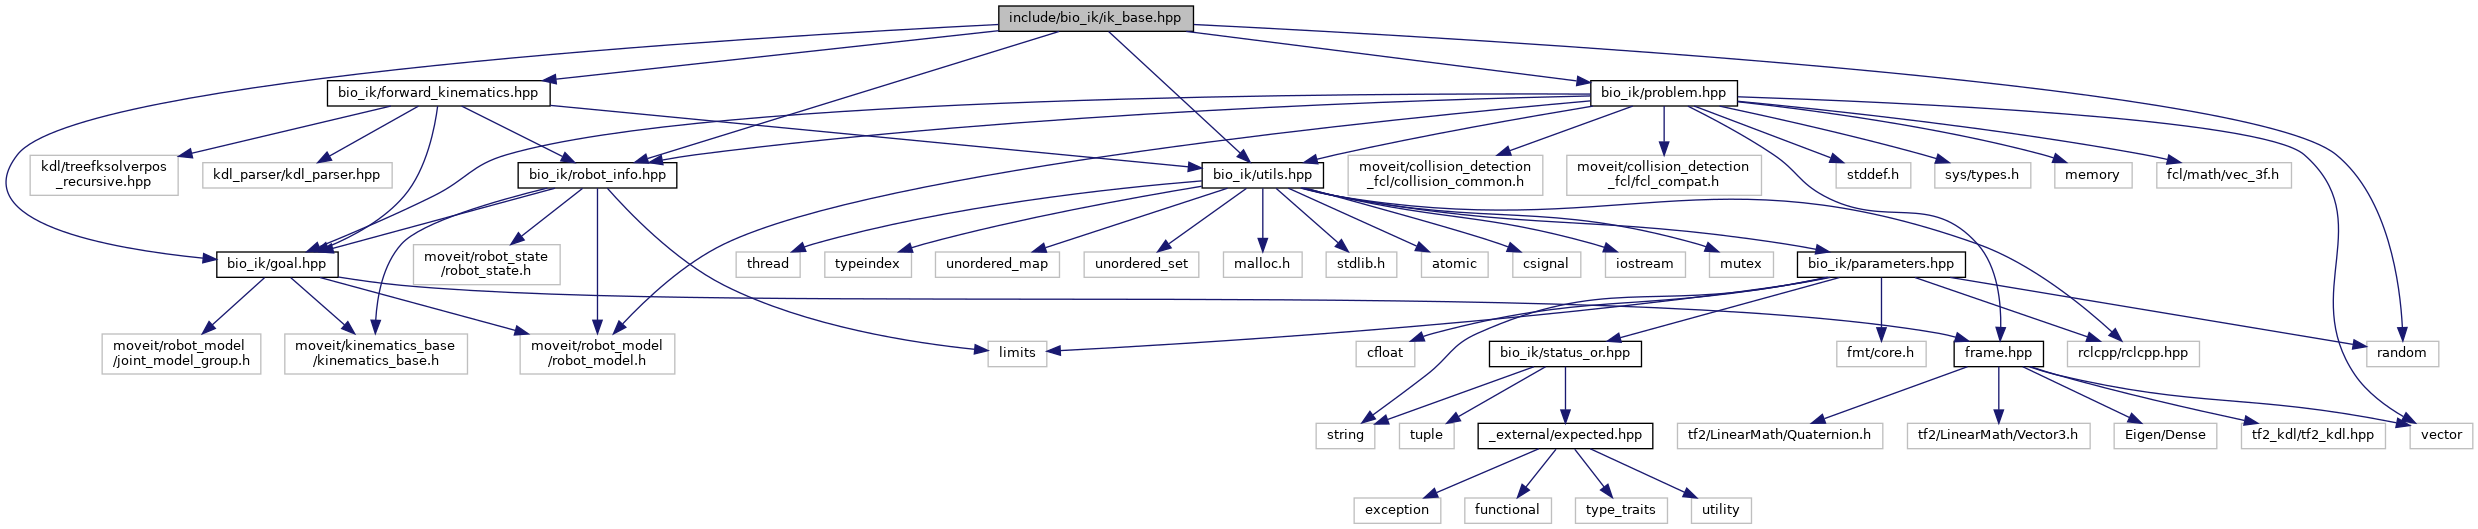 include/bio_ik/ik_base.hpp
bio_ik/forward_kinematics.hpp
bio_ik/problem.hpp
kdl/treefksolverpos
_recursive.hpp
kdl_parser/kdl_parser.hpp
bio_ik/robot_info.hpp
bio_ik/utils.hpp
moveit/collision_detection
_fcl/collision_common.h
moveit/collision_detection
_fcl/fcl_compat.h
stddef.h
sys/types.h
memory
fcl/math/vec_3f.h
bio_ik/goal.hpp
moveit/robot_state
/robot_state.h
thread
typeindex
unordered_map
unordered_set
malloc.h
stdlib.h
atomic
csignal
iostream
mutex
bio_ik/parameters.hpp
moveit/robot_model
/joint_model_group.h
moveit/kinematics_base
/kinematics_base.h
moveit/robot_model
/robot_model.h
limits
cfloat
bio_ik/status_or.hpp
fmt/core.h
frame.hpp
rclcpp/rclcpp.hpp
random
string
tuple
_external/expected.hpp
tf2/LinearMath/Quaternion.h
tf2/LinearMath/Vector3.h
Eigen/Dense
tf2_kdl/tf2_kdl.hpp
vector
exception
functional
type_traits
utility